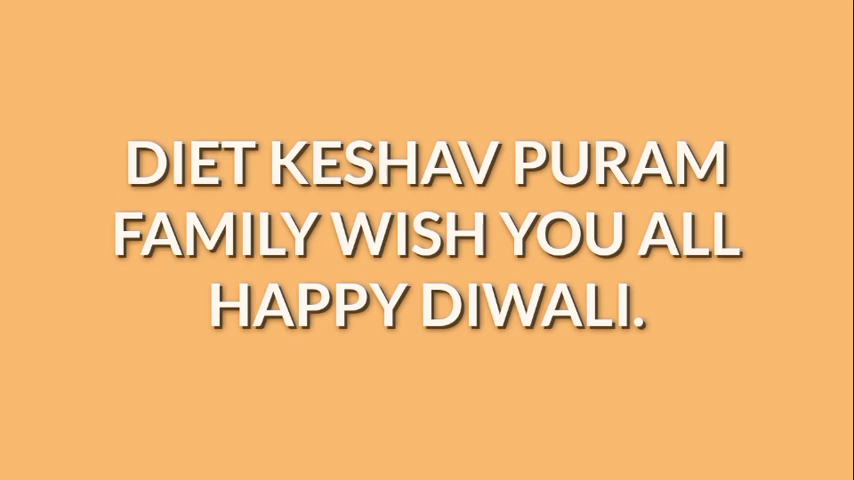 DIET KESHAV PURAM
FAMILY WISH YOU ALL
HAPPY DIWALI.